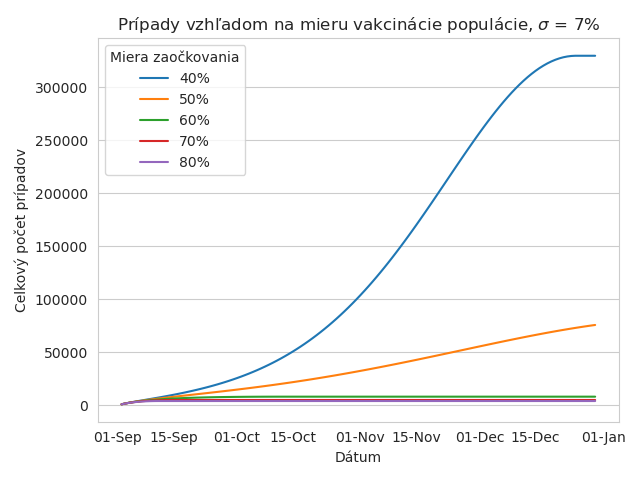 Prípady vzhľadom na mieru vakcinácie populácie, σ = 7%
Miera zaočkovania
40%
50%
60%
70%
80%
Celkový počet prípadov
300000
250000
200000
150000
100000
50000
0
01-Sep 15-Sep 01-Oct 15-Oct 01-Nov 15-Nov 01-Dec 15-Dec 01-Jan
Dátum